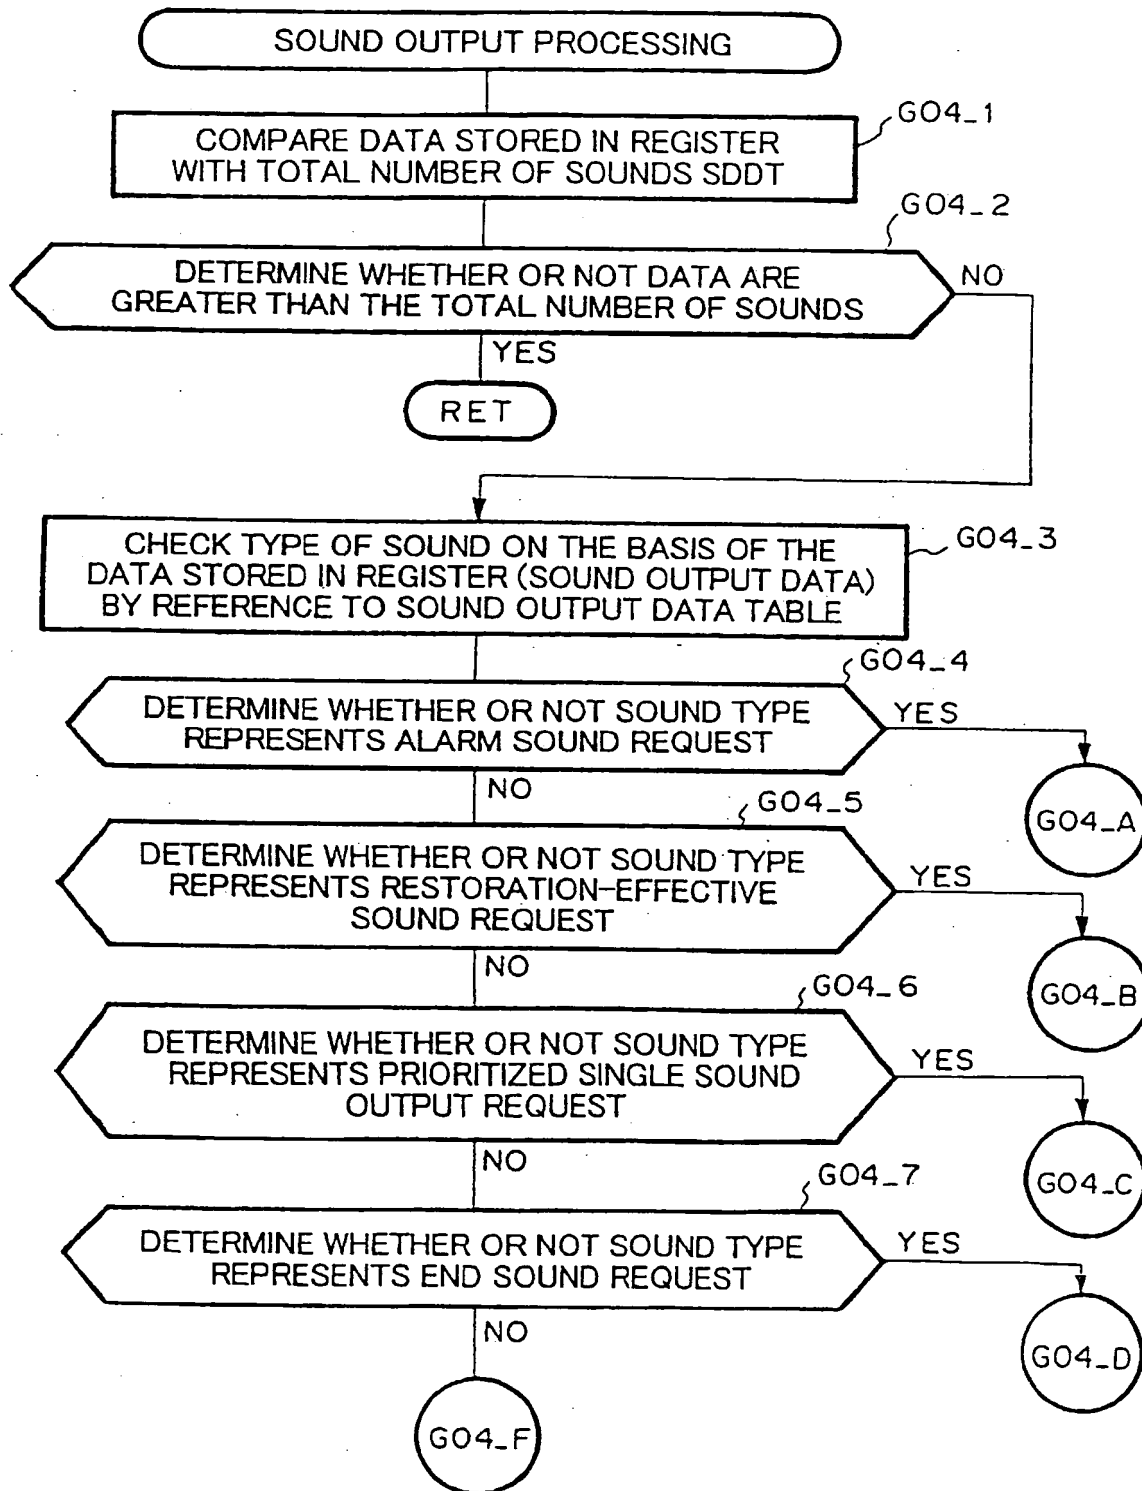 SOUND OUTPUT PROCESSING
G04_1
COMPARE DATA STORED IN REGISTER
WITH TOTAL NUMBER OF SOUNDS SDDT
G04_2
DETERMINE WHETHER OR NOT DATA ARE
GREATER THAN THE TOTAL NUMBER OF SOUNDS
NO
YES
RET
G04_3
CHECK TYPE OF SOUND ON THE BASIS OF THE
DATA STORED IN REGISTER (SOUND OUTPUT DATA)
BY REFERENCE TO SOUND OUTPUT DATA TABLE
G04_4
DETERMINE WHETHER OR NOT SOUND TYPE
REPRESENTS ALARM SOUND REQUEST
YES
NO
G04_A
G04_5
DETERMINE WHETHER OR NOT SOUND TYPE
REPRESENTS RESTORATION-EFFECTIVE
SOUND REQUEST
YES
NO
G04_B
G04_6
DETERMINE WHETHER OR NOT SOUND TYPE
REPRESENTS PRIORITIZED SINGLE SOUND
OUTPUT REQUEST
YES
NO
G04_C
G04_7
DETERMINE WHETHER OR NOT SOUND TYPE
REPRESENTS END SOUND REQUEST
YES
NO
G04_D
G04_F